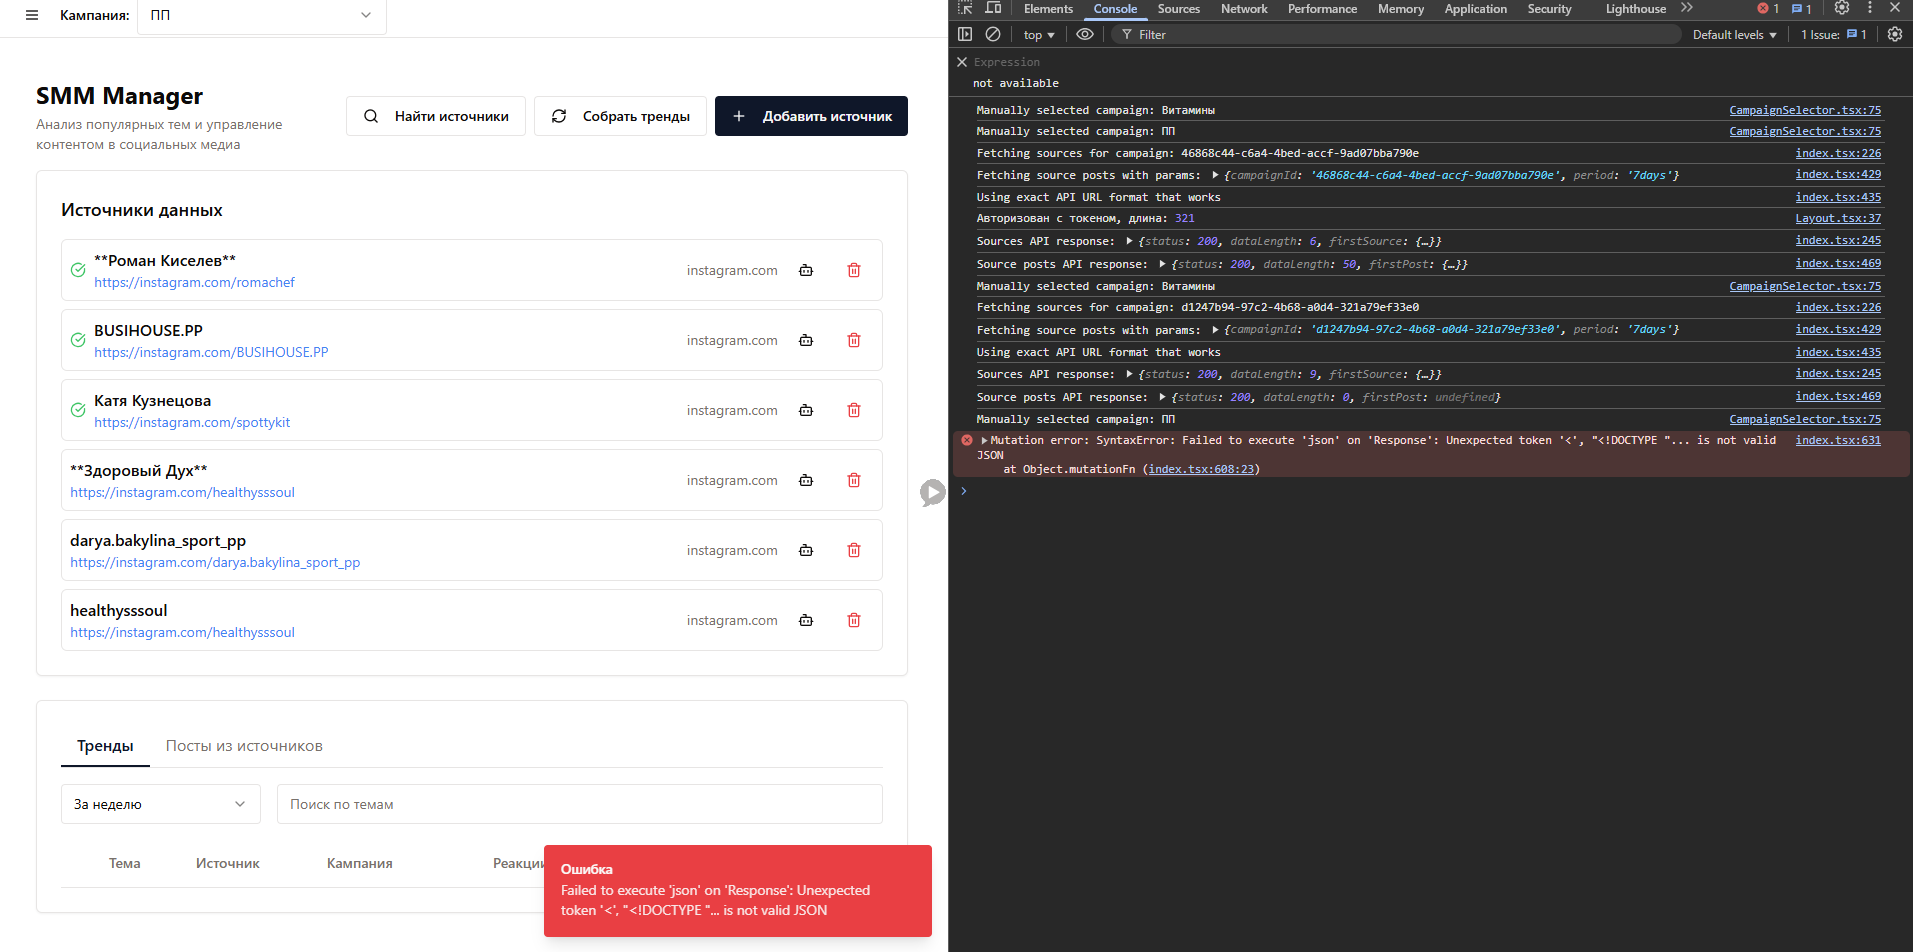 Кампания: ПП
SMM Manager
Анализ популярных тем и управление
контентом в социальных медиа
Найти источники
Собрать тренды
Добавить источник
Источники данных
**Роман Киселев**
https://instagram.com/romachef
instagram.com
BUSIHOUSE.PP
https://instagram.com/BUSIHOUSE.PP
instagram.com
Катя Кузнецова
https://instagram.com/spottykit
instagram.com
**Здоровый Дух**
https://instagram.com/healthysssoul
instagram.com
darya.bakylina_sport_pp
https://instagram.com/darya.bakylina_sport_pp
instagram.com
healthysssoul
https://instagram.com/healthysssoul
instagram.com
Тренды Посты из источников
За неделю
Поиск по темам
Тема Источник Кампания Реакции
Ошибка
Failed to execute 'json' on 'Response': Unexpected
token '<', "<!DOCTYPE "... is not valid JSON
Elements Console Sources Network Performance Memory Application Security Lighthouse 1 1
top Filter Default levels 1 Issue: 1
Expression
not available
Manually selected campaign: Витамины CampaignSelector.tsx:75
Manually selected campaign: ПП CampaignSelector.tsx:75
Fetching sources for campaign: 46868c44-c6a4-4bed-accf-9ad07bba790e index.tsx:226
Fetching source posts with params: {campaignId: '46868c44-c6a4-4bed-accf-9ad07bba790e', period: '7days'} index.tsx:429
Using exact API URL format that works index.tsx:435
Авторизован с токеном, длина: 321 Layout.tsx:37
Sources API response: {status: 200, dataLength: 6, firstSource: {…}} index.tsx:245
Source posts API response: {status: 200, dataLength: 50, firstPost: {…}} index.tsx:469
Manually selected campaign: Витамины CampaignSelector.tsx:75
Fetching sources for campaign: d1247b94-97c2-4b68-a0d4-321a79ef33e0 index.tsx:226
Fetching source posts with params: {campaignId: 'd1247b94-97c2-4b68-a0d4-321a79ef33e0', period: '7days'} index.tsx:429
Using exact API URL format that works index.tsx:435
Sources API response: {status: 200, dataLength: 9, firstSource: {…}} index.tsx:245
Source posts API response: {status: 200, dataLength: 0, firstPost: undefined} index.tsx:469
Manually selected campaign: ПП CampaignSelector.tsx:75
Mutation error: SyntaxError: Failed to execute 'json' on 'Response': Unexpected token '<', "<!DOCTYPE "... is not valid index.tsx:631
JSON
at Object.mutationFn (index.tsx:608:23)